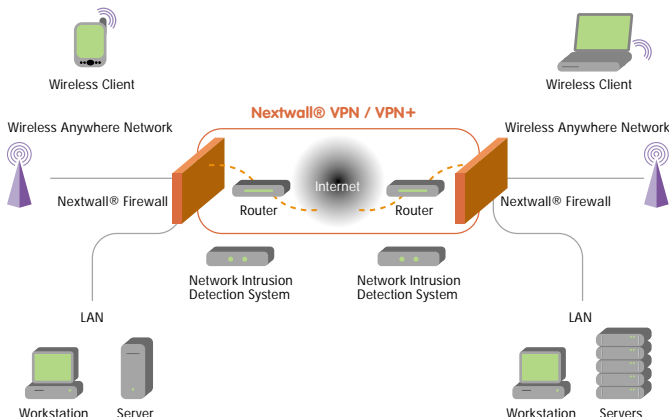 Wireless Client
Wireless Client
Nextwall® VPN / VPN+
Wireless Anywhere Network
Wireless Anywhere Network
Internet
Nextwall® Firewall
Router
Router
Nextwall® Firewall
Network Intrusion
Detection System
Network Intrusion
Detection System
LAN
LAN
Workstation
Server
Workstation
Servers